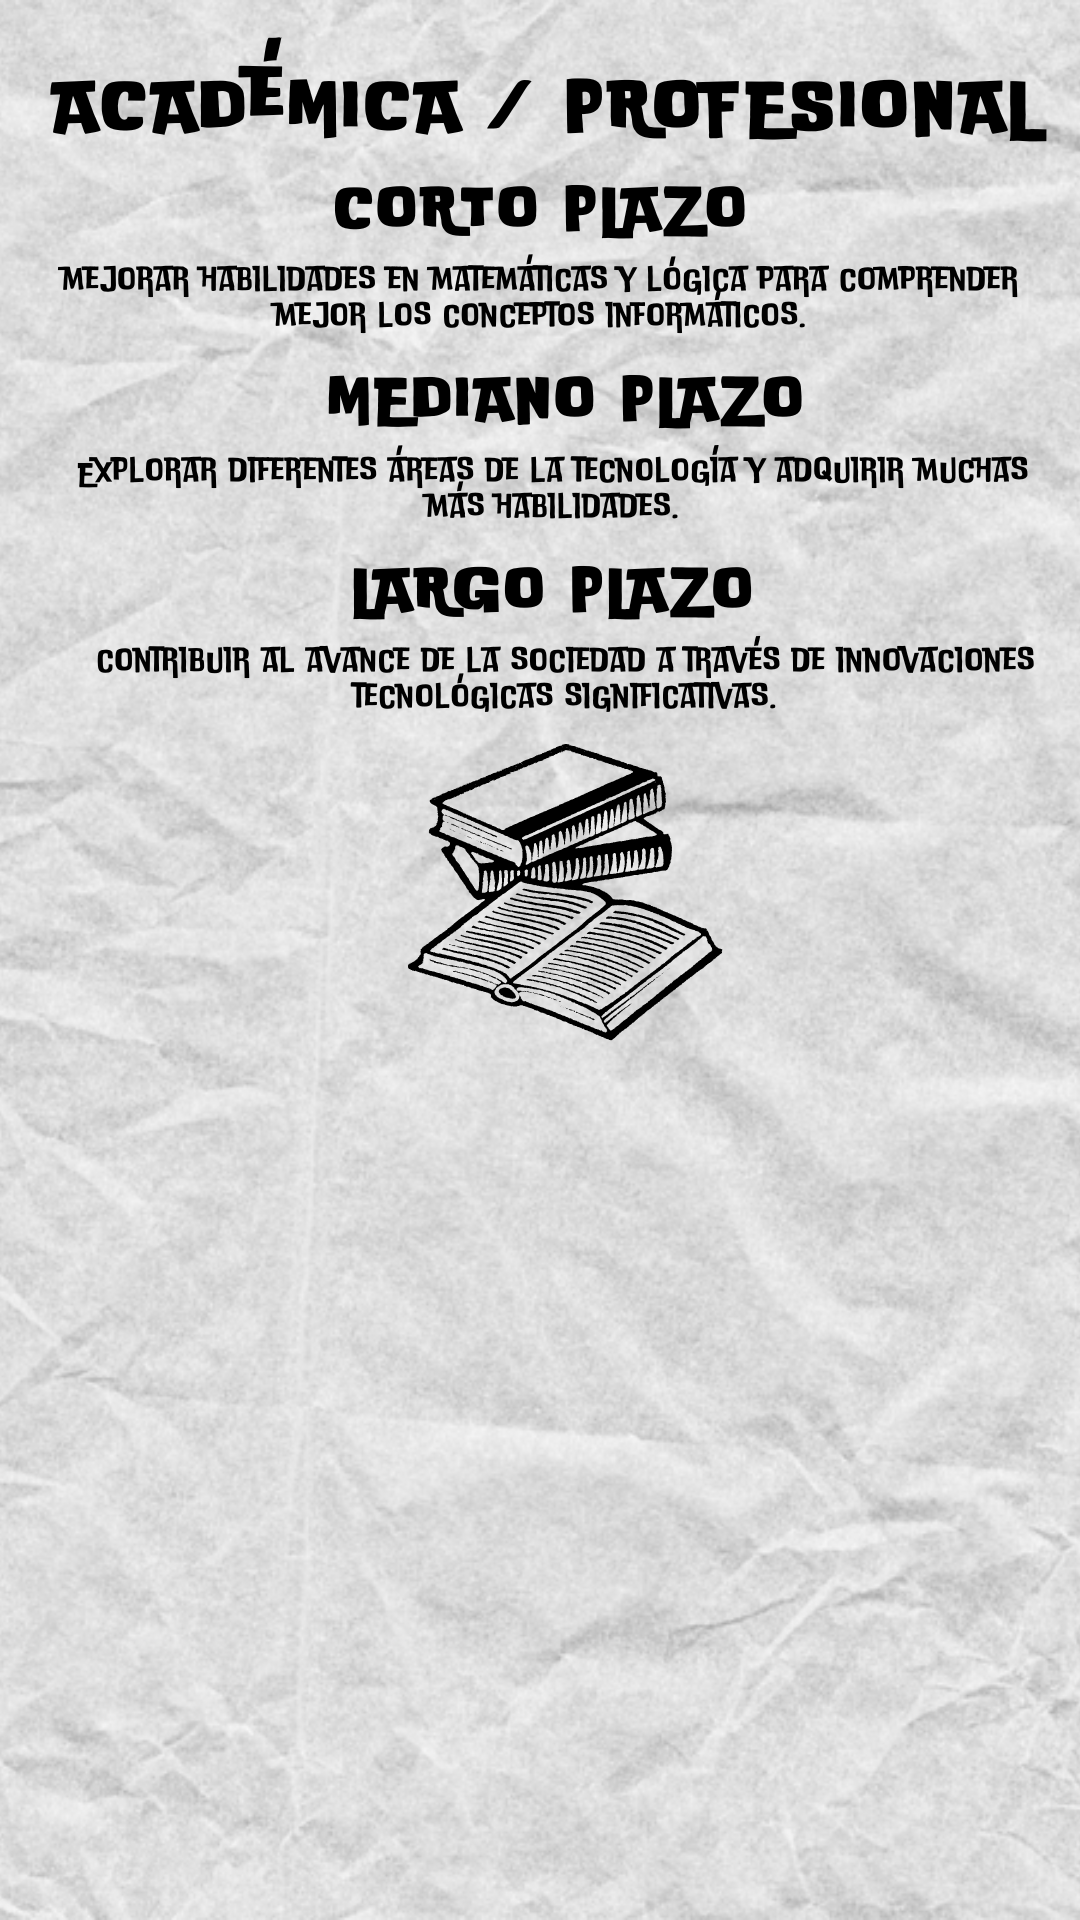 ACADÉMICA / PROFESIONAL
CORTO PLAZO
MEJORAR HABILIDADES EN MATEMÁTICAS Y LÓGICA PARA COMPRENDER
MEJOR LOS CONCEPTOS INFORMÁTICOS.
MEDIANO PLAZO
EXPLORAR DIFERENTES ÁREAS DE LA TECNOLOGÍA Y ADQUIRIR MUCHAS
MÁS HABILIDADES.
LARGO PLAZO
CONTRIBUIR AL AVANCE DE LA SOCIEDAD A TRAVÉS DE INNOVACIONES
TECNOLÓGICAS SIGNIFICATIVAS.